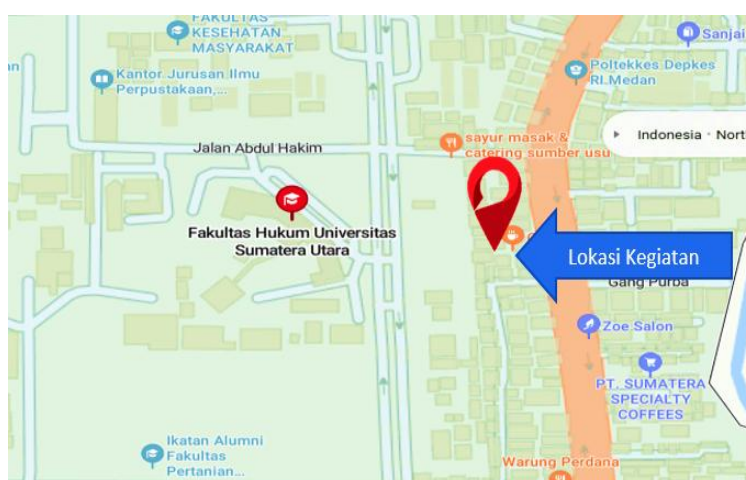 FAKULTAS
KESEHATAN
MASYARAKAT
Sanjai
Kantor Jurusan Ilmu
Perpustakaan,...
Poltekkes Depkes
RI Medan
Jalan Abdul Hakim
sayur masak &
catering sumber usu
Indonesia · Nort
Fakultas Hukum Universitas
Sumatera Utara
Lokasi Kegiatan
Gang Purba
Zoe Salon
PT. SUMATERA
SPECIALTY
COFFEES
Ikatan Alumni
Fakultas
Pertanian...
Warung Perdana